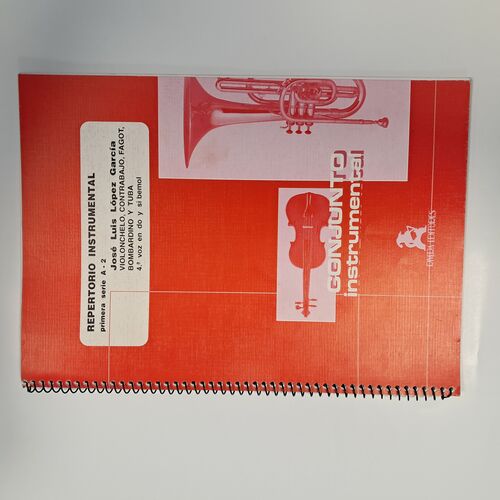 REPERTORIO INSTRUMENTAL
primera serie A - 2
José Luis López García
VIOLONCHELO, CONTRABAJO, FAGOT,
BOMBARDINO Y TUBA
4.ª voz en do y si bemol
CONJUNTO
instrumental